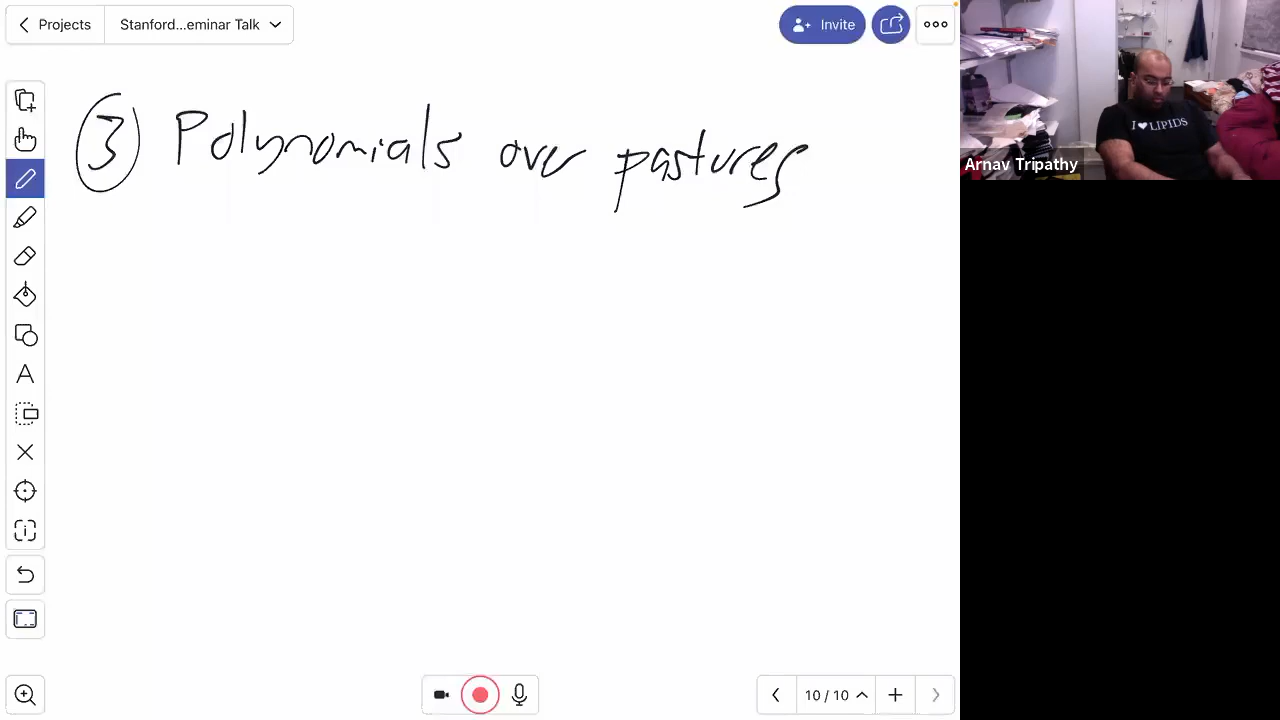 Projects
Stanford...eminar Talk
Invite
③ Polynomials over pastures
I ♥ LIPIDS
Arnav Tripathy
A
10 / 10